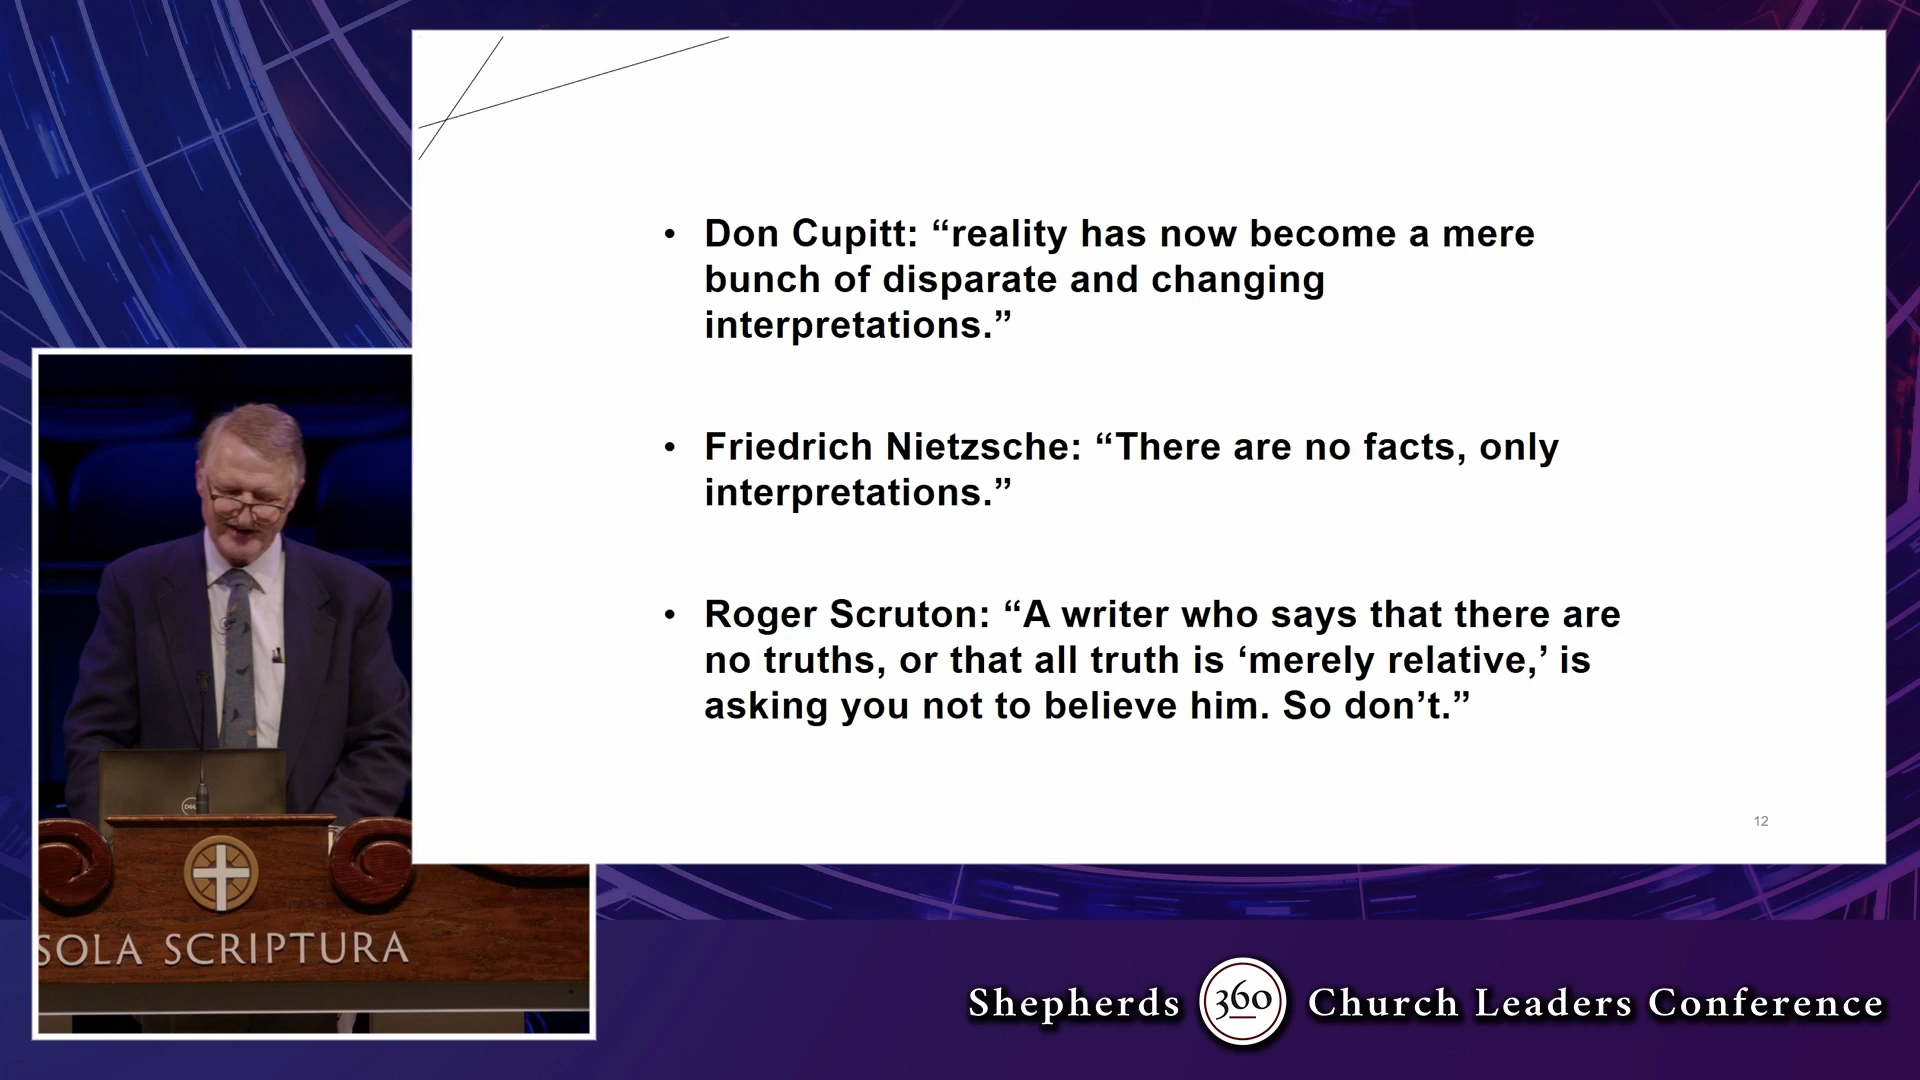 • Don Cupitt: “reality has now become a mere
bunch of disparate and changing
interpretations.”
• Friedrich Nietzsche: “There are no facts, only
interpretations.”
• Roger Scruton: “A writer who says that there are
no truths, or that all truth is ‘merely relative,’ is
asking you not to believe him. So don’t.”
12
DELL
SOLA SCRIPTURA
Shepherds 360 Church Leaders Conference